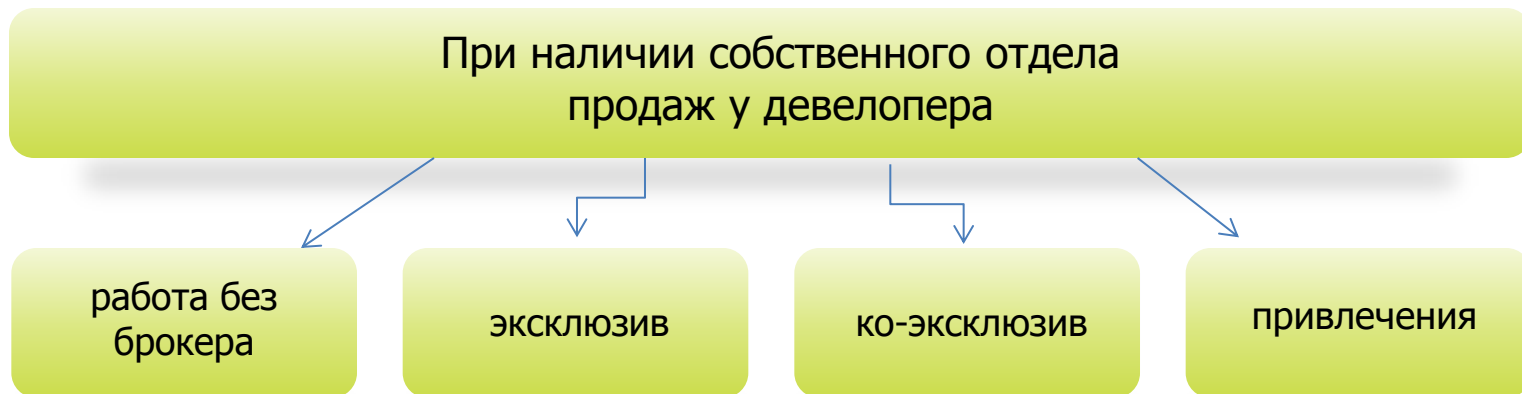 При наличии собственного отдела
продаж у девелопера
работа без
брокера
эксклюзив
ко-эксклюзив
привлечения